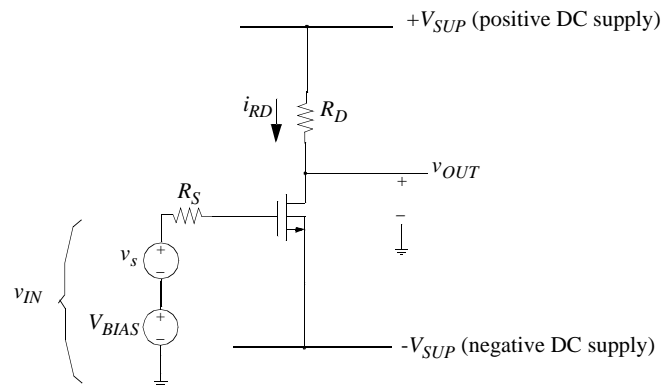 +V_SUP (positive DC supply)
i_RD
R_D
v_OUT
+
−
R_S
+
v_s
−
v_IN
+
V_BIAS
−
-V_SUP (negative DC supply)